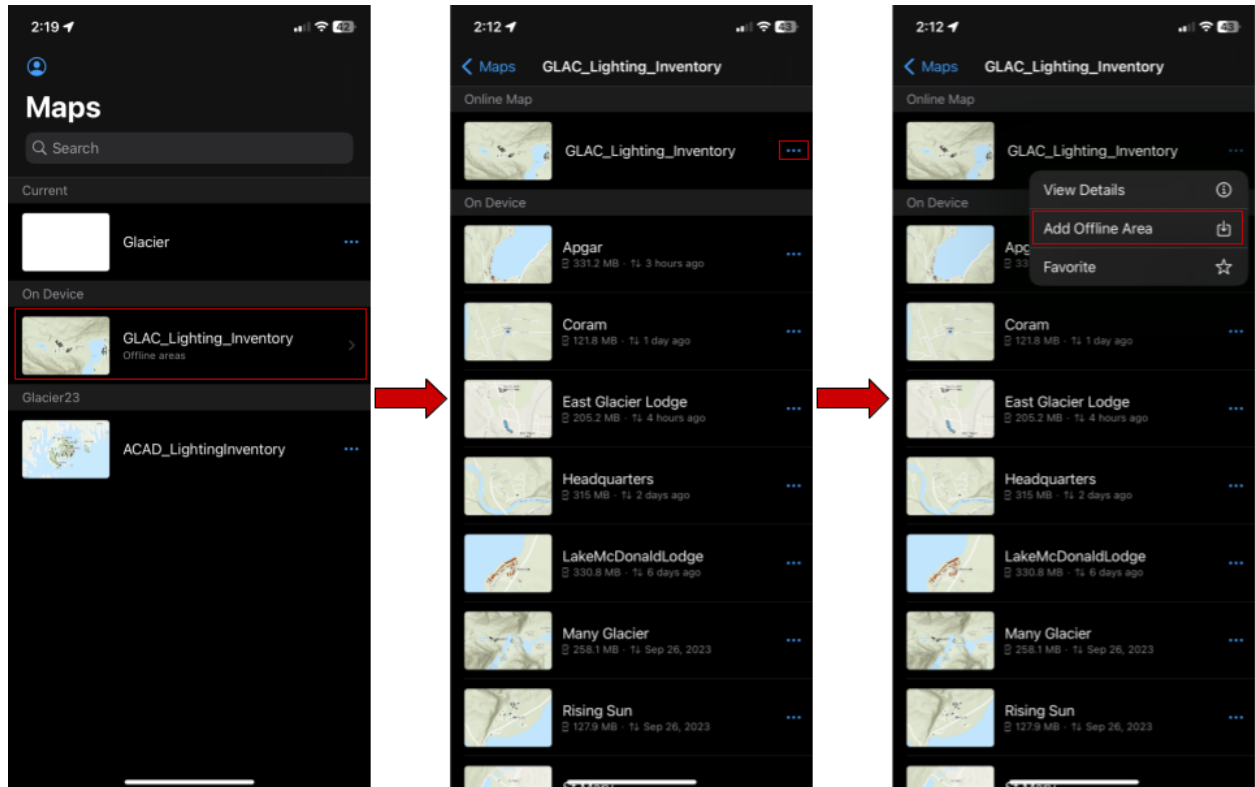 2:19
42
Maps
Search
Current
Glacier
On Device
GLAC_Lighting_Inventory
Offline areas
Glacier23
ACAD_LightingInventory
2:12
43
Maps
GLAC_Lighting_Inventory
Online Map
GLAC_Lighting_Inventory
On Device
Apgar
331.2 MB · 3 hours ago
Coram
121.8 MB · 1 day ago
East Glacier Lodge
205.2 MB · 4 hours ago
Headquarters
315 MB · 2 days ago
LakeMcDonaldLodge
330.8 MB · 6 days ago
Many Glacier
258.1 MB · Sep 26, 2023
Rising Sun
127.9 MB · Sep 26, 2023
2:12
43
Maps
GLAC_Lighting_Inventory
Online Map
GLAC_Lighting_Inventory
View Details
On Device
Add Offline Area
Apg
33
Favorite
Coram
121.8 MB · 1 day ago
East Glacier Lodge
205.2 MB · 4 hours ago
Headquarters
315 MB · 2 days ago
LakeMcDonaldLodge
330.8 MB · 6 days ago
Many Glacier
258.1 MB · Sep 26, 2023
Rising Sun
127.9 MB · Sep 26, 2023